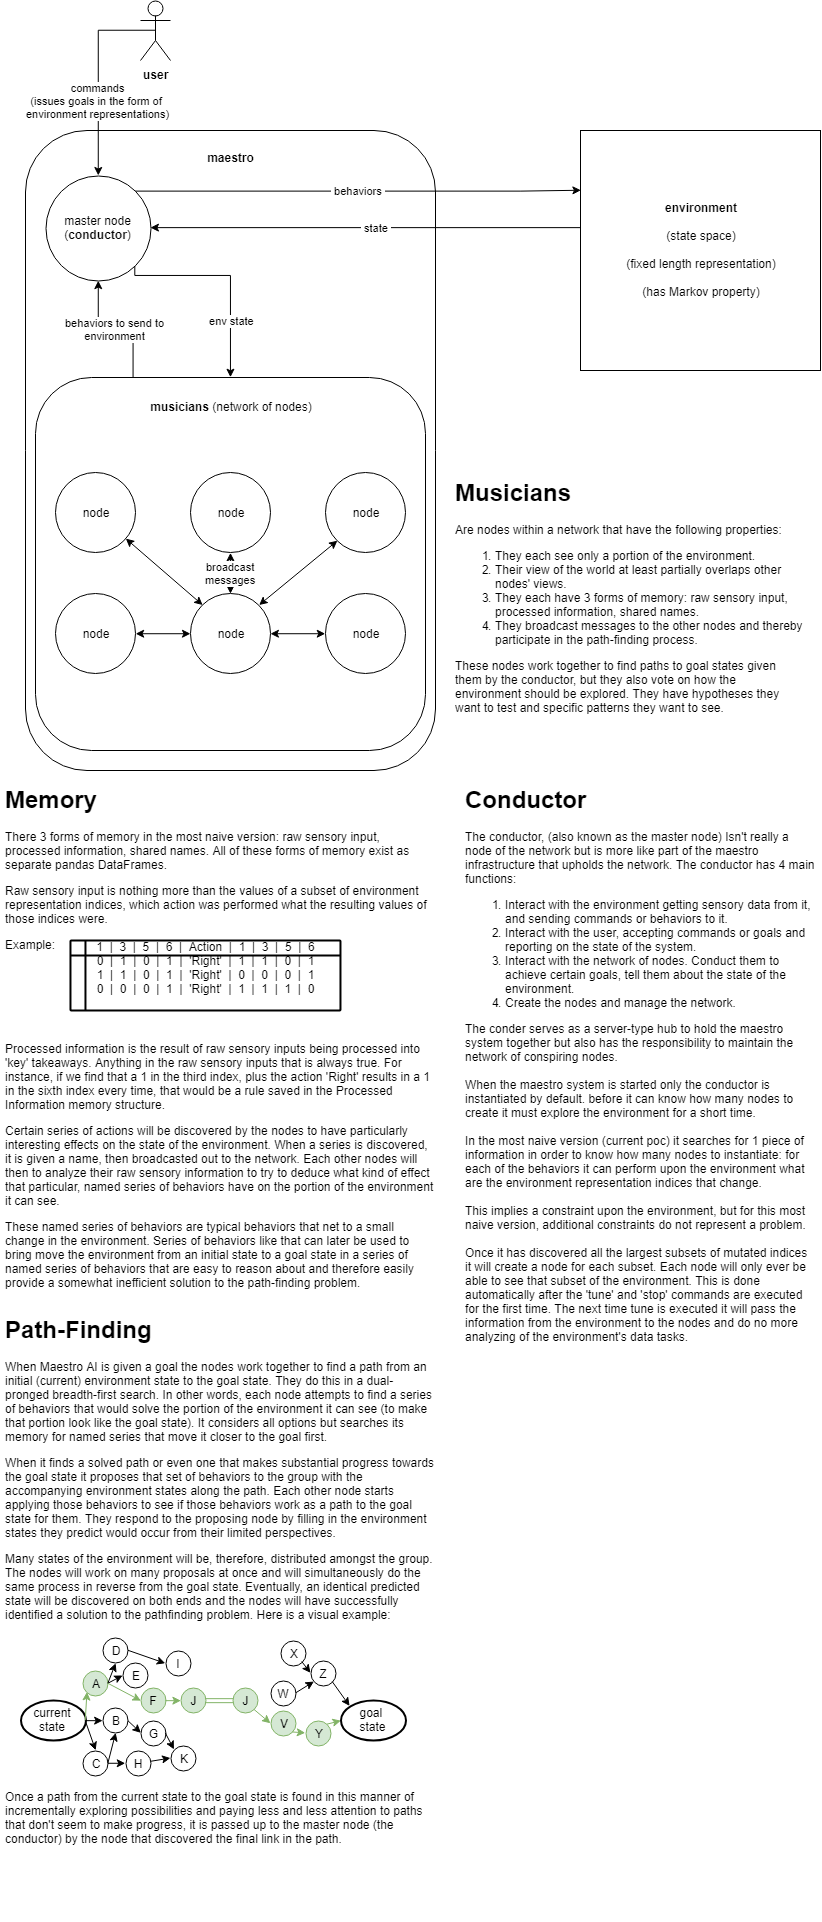 user
commands
(issues goals in the form of
environment representations)
maestro
master node
(conductor)
behaviors
state
environment
(state space)
(fixed length representation)
(has Markov property)
behaviors to send to
environment
env state
musicians (network of nodes)
node
node
node
broadcast
messages
node
node
node
Musicians
Are nodes within a network that have the following properties:
1. They each see only a portion of the environment.
2. Their view of the world at least partially overlaps other
nodes' views.
3. They each have 3 forms of memory: raw sensory input,
processed information, shared names.
4. They broadcast messages to the other nodes and thereby
participate in the path-finding process.
These nodes work together to find paths to goal states given
them by the conductor, but they also vote on how the
environment should be explored. They have hypotheses they
want to test and specific patterns they want to see.
Memory
There 3 forms of memory in the most naive version: raw sensory input,
processed information, shared names. All of these forms of memory exist as
separate pandas DataFrames.
Raw sensory input is nothing more than the values of a subset of environment
representation indices, which action was performed what the resulting values of
those indices were.
Example:
1 | 3 | 5 | 6 | Action | 1 | 3 | 5 | 6
0 | 1 | 0 | 1 | 'Right' | 1 | 1 | 0 | 1
1 | 1 | 0 | 1 | 'Right' | 0 | 0 | 0 | 1
0 | 0 | 0 | 1 | 'Right' | 1 | 1 | 1 | 0
Processed information is the result of raw sensory inputs being processed into
'key' takeaways. Anything in the raw sensory inputs that is always true. For
instance, if we find that a 1 in the third index, plus the action 'Right' results in a 1
in the sixth index every time, that would be a rule saved in the Processed
Information memory structure.
Certain series of actions will be discovered by the nodes to have particularly
interesting effects on the state of the environment. When a series is discovered,
it is given a name, then broadcasted out to the network. Each other nodes will
then to analyze their raw sensory information to try to deduce what kind of effect
that particular, named series of behaviors have on the portion of the environment
it can see.
These named series of behaviors are typical behaviors that net to a small
change in the environment. Series of behaviors like that can later be used to
bring move the environment from an initial state to a goal state in a series of
named series of behaviors that are easy to reason about and therefore easily
provide a somewhat inefficient solution to the path-finding problem.
Conductor
The conductor, (also known as the master node) Isn't really a
node of the network but is more like part of the maestro
infrastructure that upholds the network. The conductor has 4 main
functions:
1. Interact with the environment getting sensory data from it,
and sending commands or behaviors to it.
2. Interact with the user, accepting commands or goals and
reporting on the state of the system.
3. Interact with the network of nodes. Conduct them to
achieve certain goals, tell them about the state of the
environment.
4. Create the nodes and manage the network.
The conder serves as a server-type hub to hold the maestro
system together but also has the responsibility to maintain the
network of conspiring nodes.
When the maestro system is started only the conductor is
instantiated by default. before it can know how many nodes to
create it must explore the environment for a short time.
In the most naive version (current poc) it searches for 1 piece of
information in order to know how many nodes to instantiate: for
each of the behaviors it can perform upon the environment what
are the environment representation indices that change.
This implies a constraint upon the environment, but for this most
naive version, additional constraints do not represent a problem.
Once it has discovered all the largest subsets of mutated indices
it will create a node for each subset. Each node will only ever be
able to see that subset of the environment. This is done
automatically after the 'tune' and 'stop' commands are executed
for the first time. The next time tune is executed it will pass the
information from the environment to the nodes and do no more
analyzing of the environment's data tasks.
Path-Finding
When Maestro AI is given a goal the nodes work together to find a path from an
initial (current) environment state to the goal state. They do this in a dual-
pronged breadth-first search. In other words, each node attempts to find a series
of behaviors that would solve the portion of the environment it can see (to make
that portion look like the goal state). It considers all options but searches its
memory for named series that move it closer to the goal first.
When it finds a solved path or even one that makes substantial progress towards
the goal state it proposes that set of behaviors to the group with the
accompanying environment states along the path. Each other node starts
applying those behaviors to see if those behaviors work as a path to the goal
state for them. They respond to the proposing node by filling in the environment
states they predict would occur from their limited perspectives.
Many states of the environment will be, therefore, distributed amongst the group.
The nodes will work on many proposals at once and will simultaneously do the
same process in reverse from the goal state. Eventually, an identical predicted
state will be discovered on both ends and the nodes will have successfully
identified a solution to the pathfinding problem. Here is a visual example:
D
I
A
E
F
J
current
state
B
G
C
H
K
X
Z
W
J
V
Y
goal
state
Once a path from the current state to the goal state is found in this manner of
incrementally exploring possibilities and paying less and less attention to paths
that don't seem to make progress, it is passed up to the master node (the
conductor) by the node that discovered the final link in the path.